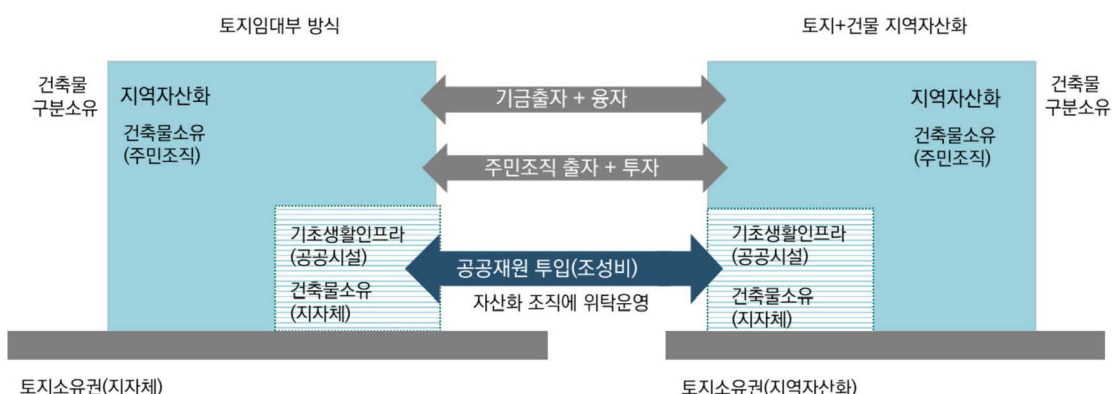 토지임대부 방식
토지+건물 지역자산화
건축물
구분소유
지역자산화
건축물소유
(주민조직)
기금출자 + 융자
주민조직 출자 + 투자
지역자산화
건축물소유
(주민조직)
건축물
구분소유
기초생활인프라
(공공시설)
건축물소유
(지자체)
공공재원 투입(조성비)
자산화 조직에 위탁운영
기초생활인프라
(공공시설)
건축물소유
(지자체)
토지소유권(지자체)
토지소유권(지역자산화)